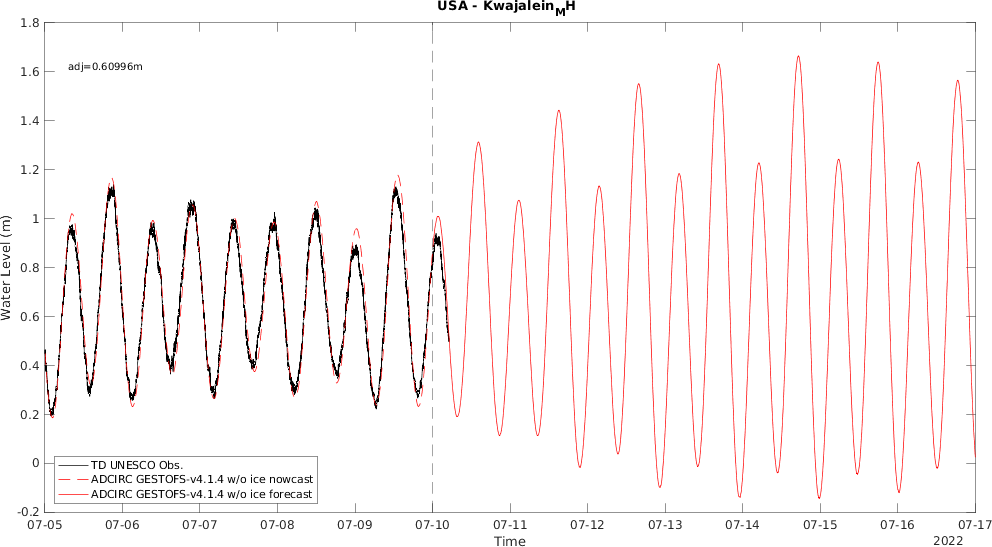 USA - Kwajalein_MH
1.8
1.6
1.4
1.2
1
0.8
0.6
0.4
0.2
0
-0.2
Water Level (m)
adj=0.60996m
TD UNESCO Obs.
ADCIRC GESTOFS-v4.1.4 w/o ice nowcast
ADCIRC GESTOFS-v4.1.4 w/o ice forecast
07-05 07-06 07-07 07-08 07-09 07-10 07-11 07-12 07-13 07-14 07-15 07-16 07-17
Time
2022